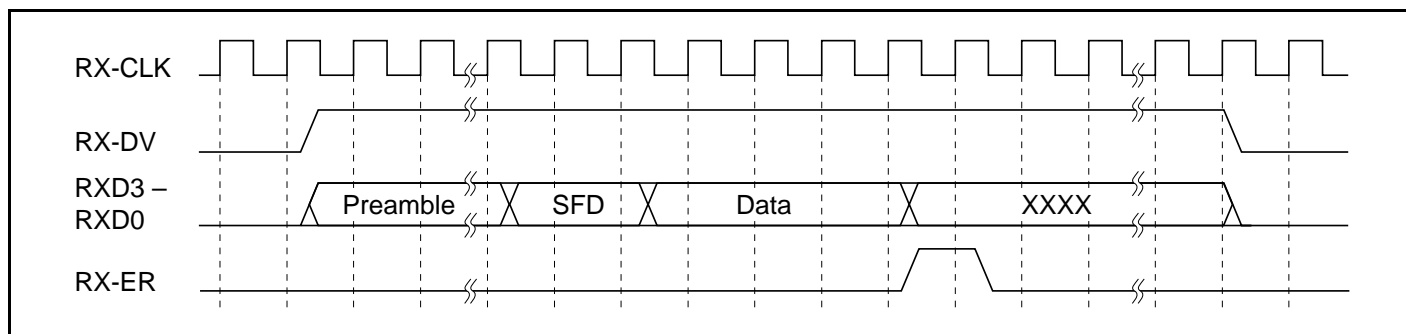 RX-CLK
RX-DV
RXD3 –
RXD0
Preamble SFD Data XXXX
RX-ER